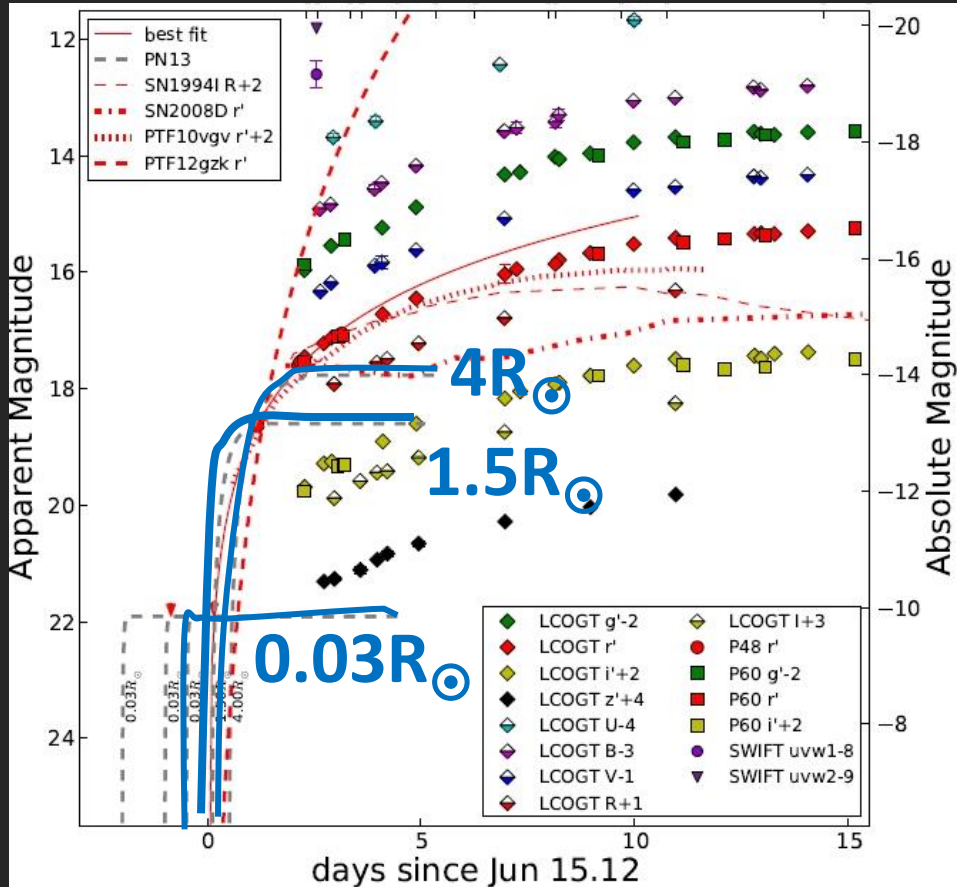 best fit
PN13
SN1994I R+2
SN2008D r'
PTF10vgv r'+2
PTF12gzk r'
12
14
16
18
20
22
24
Apparent Magnitude
−20
−18
−16
−14
−12
−10
−8
Absolute Magnitude
4R☉
1.5R☉
0.03R☉
0.03R☉
0.03R☉
0.03R☉
4.00R☉
LCOGT g'-2
LCOGT r'
LCOGT i'+2
LCOGT z'+4
LCOGT U-4
LCOGT B-3
LCOGT V-1
LCOGT R+1
LCOGT I+3
P48 r'
P60 g'-2
P60 r'
P60 i'+2
SWIFT uvw1-8
SWIFT uvw2-9
0
5
10
15
days since Jun 15.12